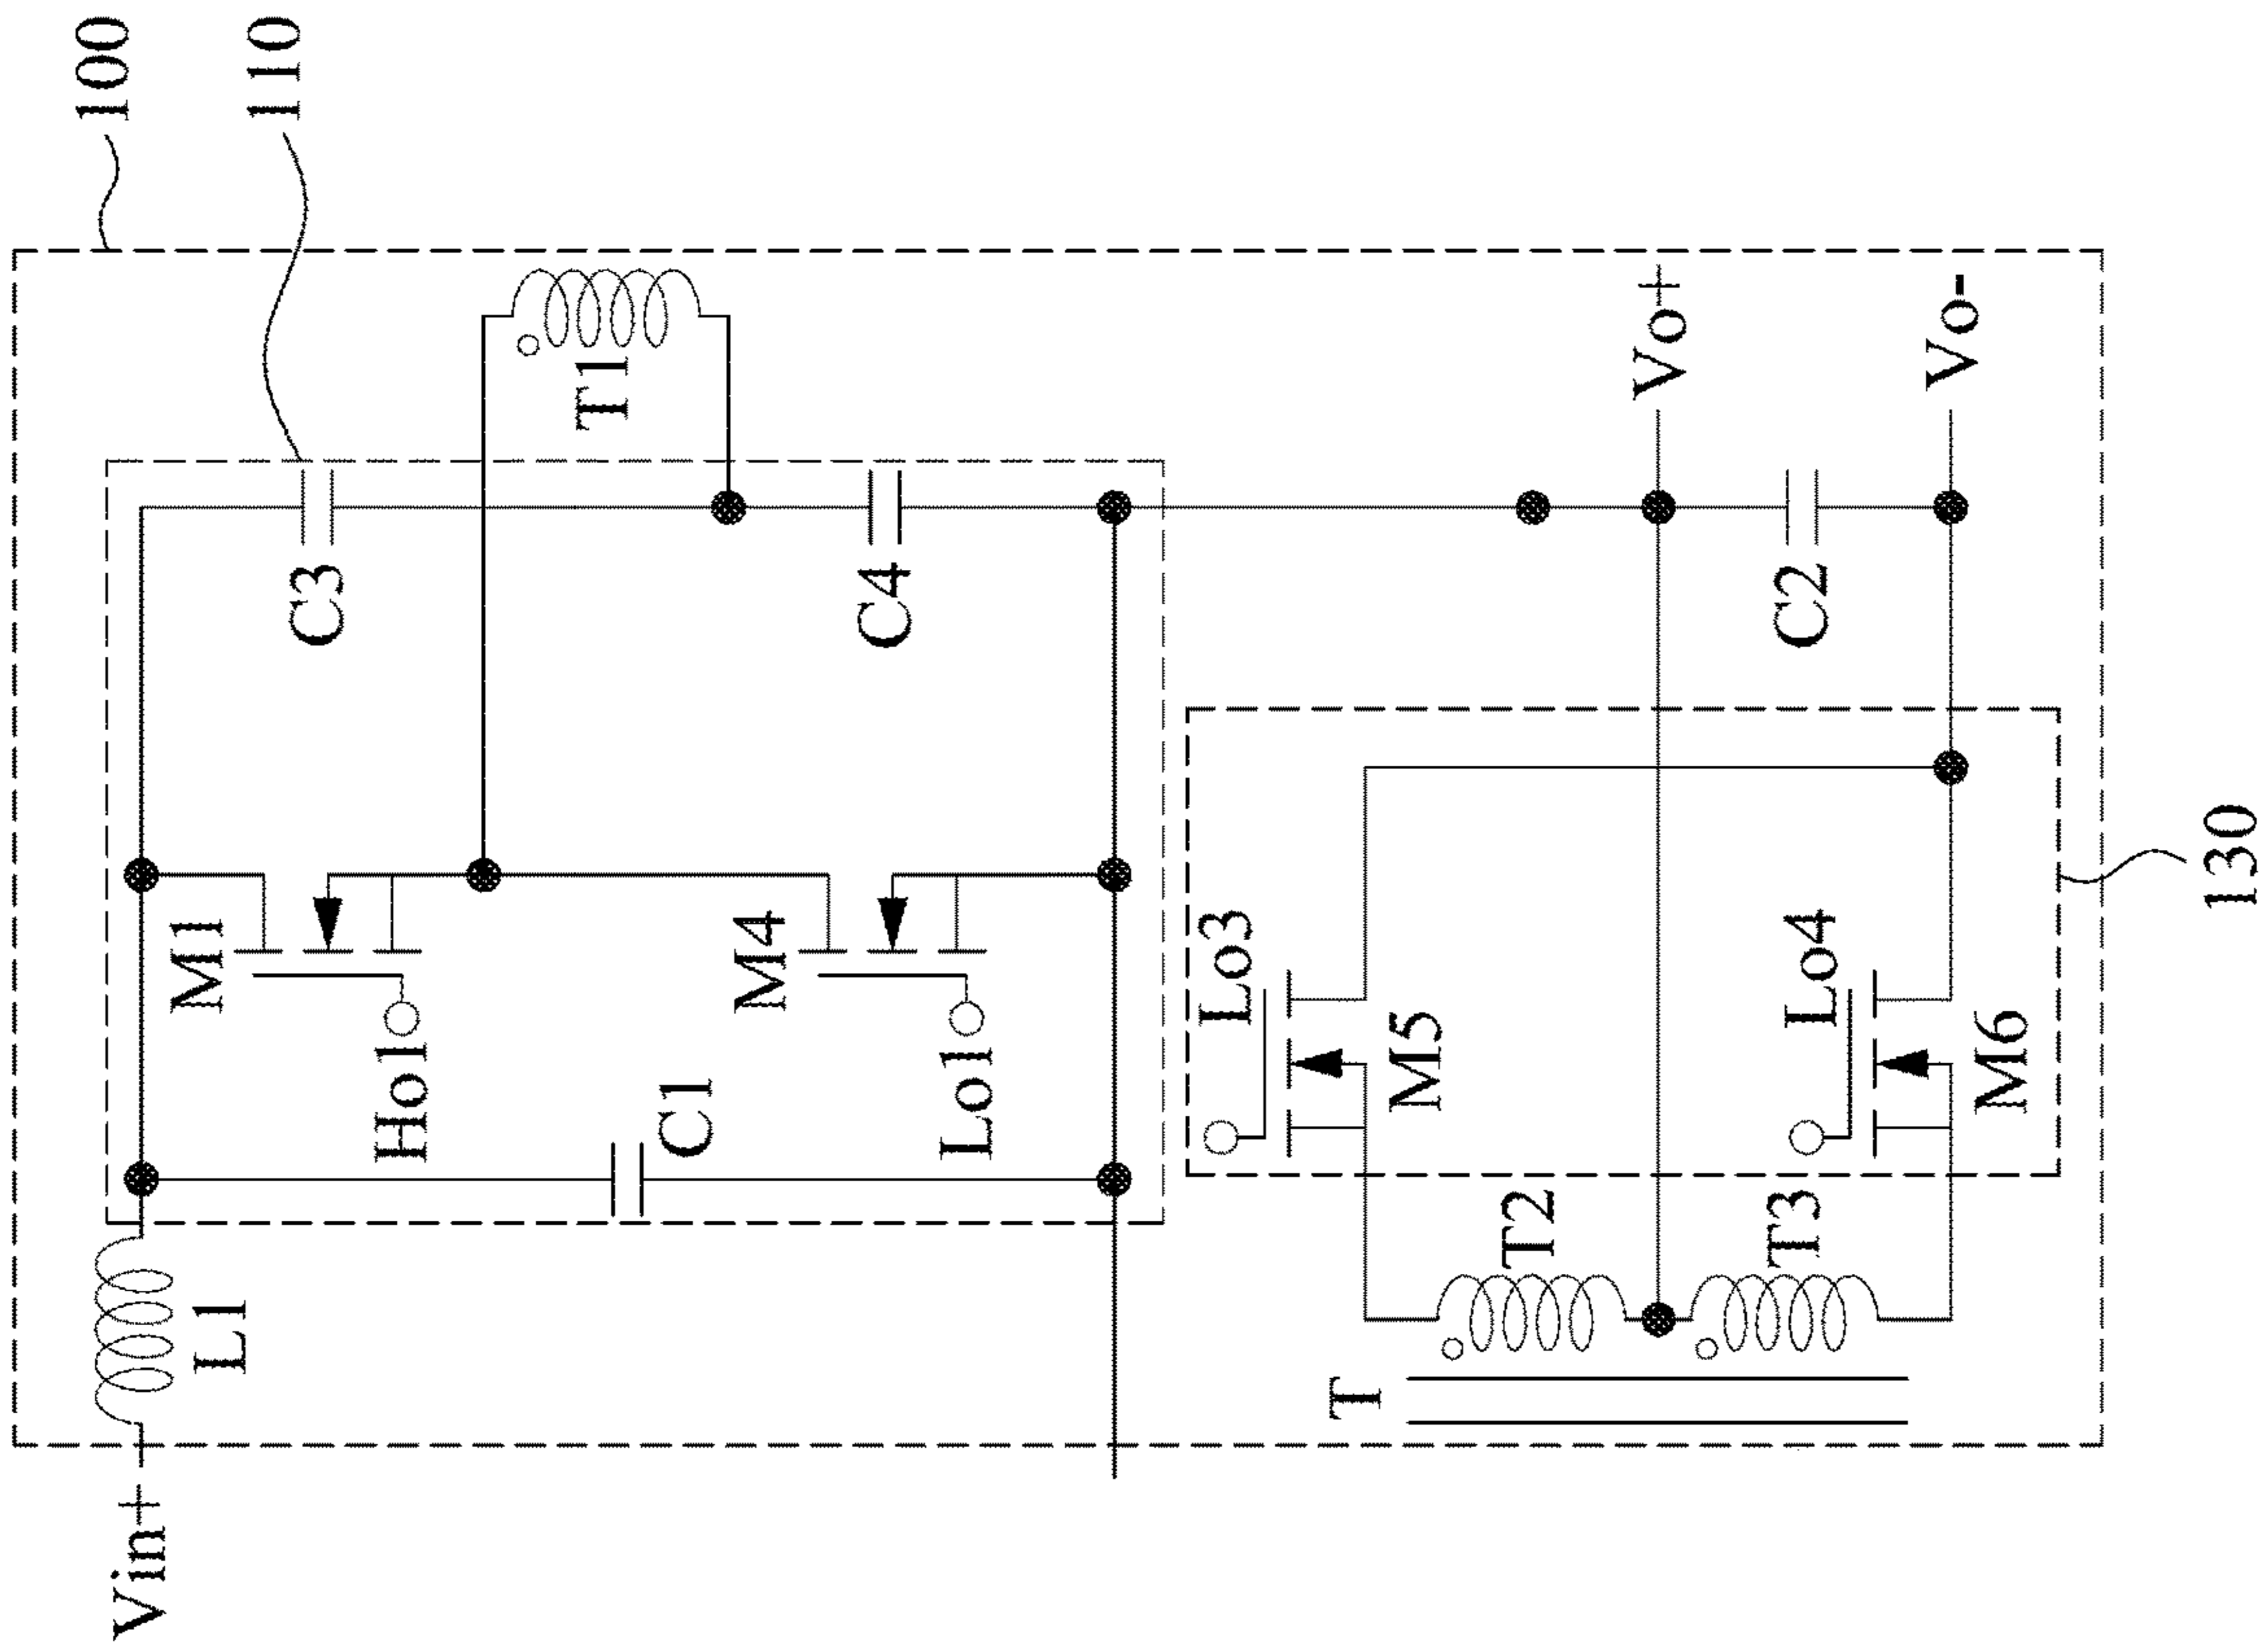 100
110
T1
Vo+
Vo-
C3
C4
C2
M1
M4
Ho1
Lo1
C1
Lo3
Lo4
M5
M6
130
L1
T2
T3
T
Vin+